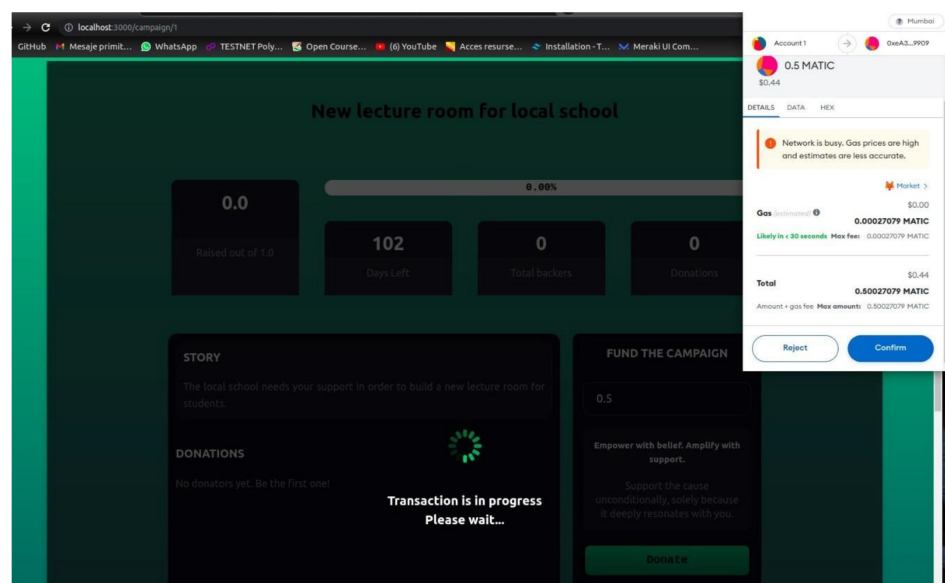 localhost:3000/campaign/1
GitHub Mesaje primit... WhatsApp TESTNET Poly... Open Course... (6) YouTube Acces resurse... Installation - T... Meraki UI Com...
New lecture room for local school
0.0
Raised out of 1.0
0.00%
102
Days Left
0
Total backers
0
Donations
STORY
The local school needs your support in order to build a new lecture room for
students.
DONATIONS
No donators yet. Be the first one!
Transaction is in progress
Please wait...
FUND THE CAMPAIGN
0.5
Empower with belief. Amplify with
support.
Support the cause
unconditionally, solely because
it deeply resonates with you.
Donate
Mumbai
Account 1
0xeA3...9909
0.5 MATIC
$0.44
DETAILS DATA HEX
Network is busy. Gas prices are high
and estimates are less accurate.
Market >
Gas (estimated)
$0.00
0.00027079 MATIC
Likely in < 30 seconds Max fee: 0.00027079 MATIC
Total
$0.44
0.50027079 MATIC
Amount + gas fee Max amount: 0.50027079 MATIC
Reject
Confirm